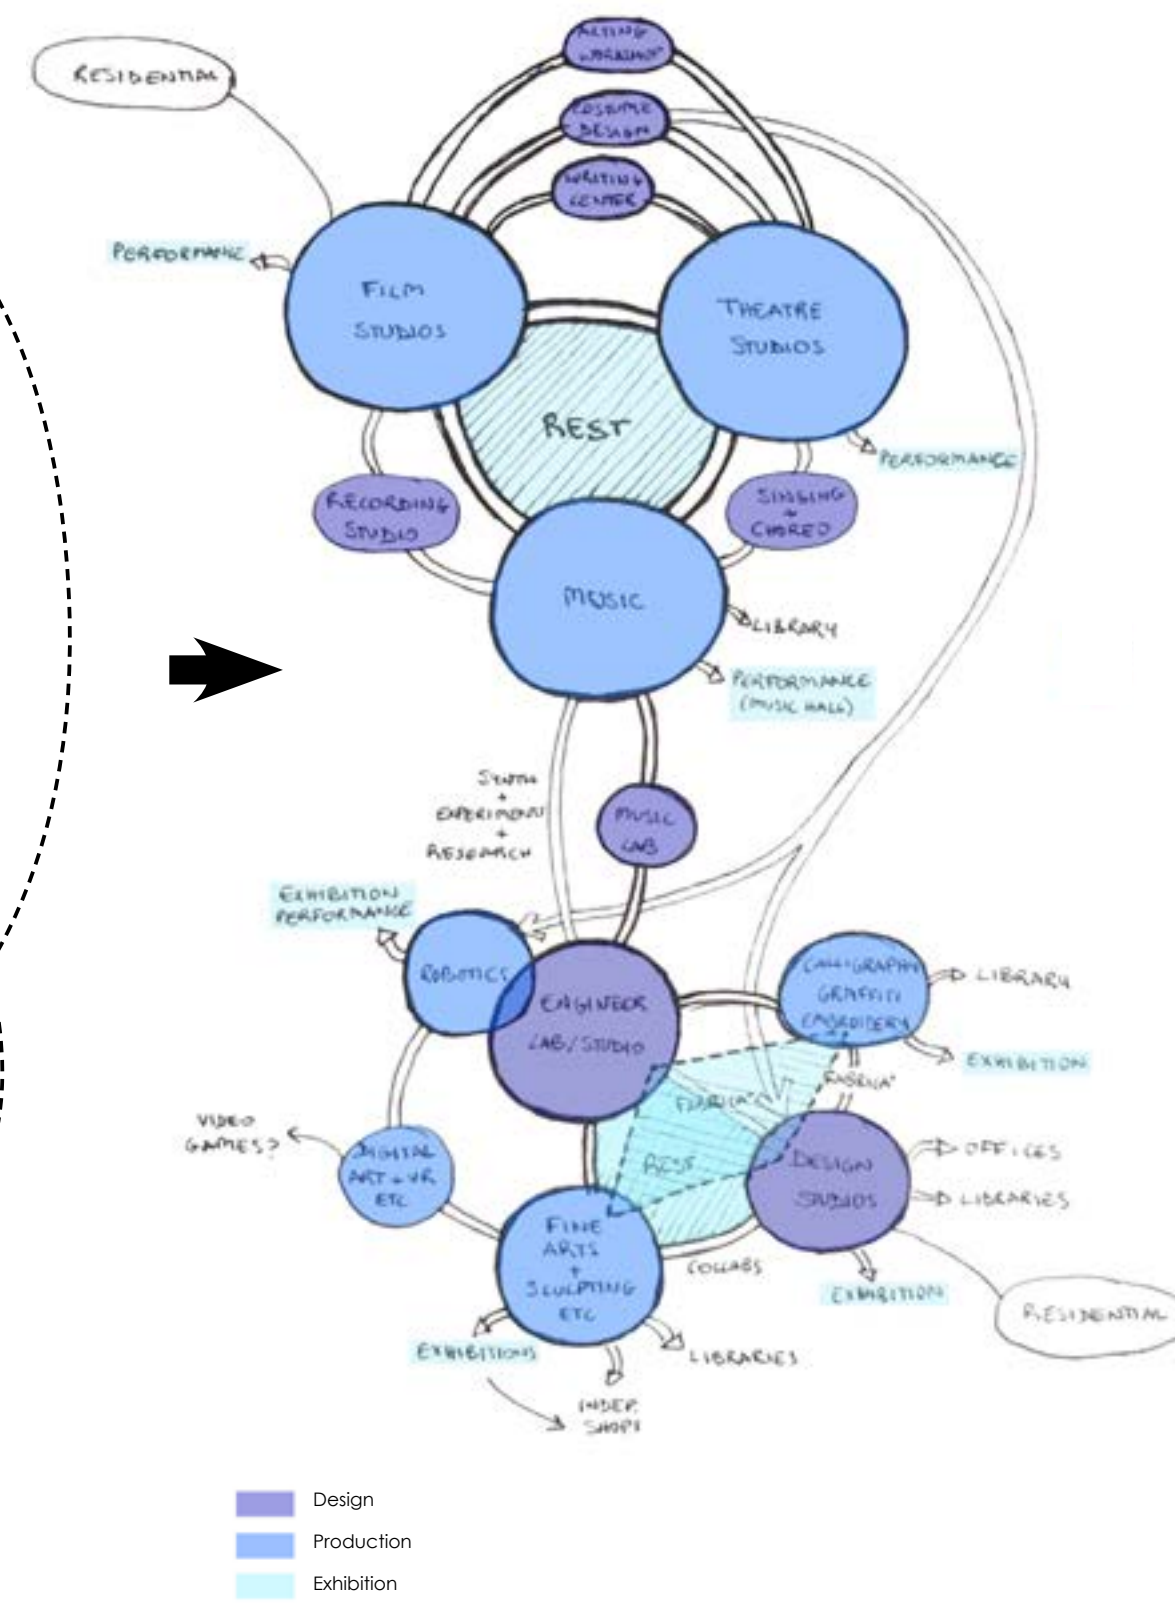 ACTING
WORKSHOP
RESIDENTIAL
COSTUME
DESIGN
WRITING
CENTER
PERFORMANCE
FILM
STUDIOS
THEATRE
STUDIOS
REST
PERFORMANCE
RECORDING
STUDIO
SINGING
+
CHOREO
MUSIC
LIBRARY
PERFORMANCE
(MUSIC HALL)
SYNTH
+
EXPERIMENT
+
RESEARCH
MUSIC
LAB
EXHIBITION
PERFORMANCE
ROBOTICS
ENGINEER
LAB/STUDIO
CALLIGRAPHY
GRAFFITI
EMBROIDERY
LIBRARY
EXHIBITION
VIDEO
GAMES?
DIGITAL
ART + VR
ETC
REST
DESIGN
STUDIOS
OFFICES
LIBRARIES
FINE
ARTS
+
SCULPTING
ETC
COLLABS
EXHIBITION
RESIDENTIAL
EXHIBITIONS
LIBRARIES
INDEP.
SHOPS
Design
Production
Exhibition